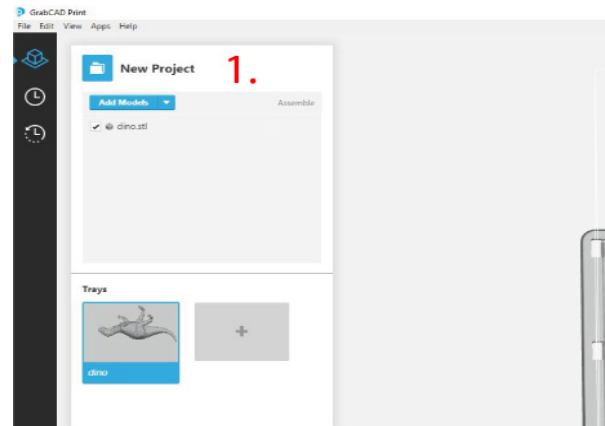 GrabCAD Print
File Edit View Apps Help
New Project
1.
Add Models
Assemble
dino.stl
Trays
+
dino